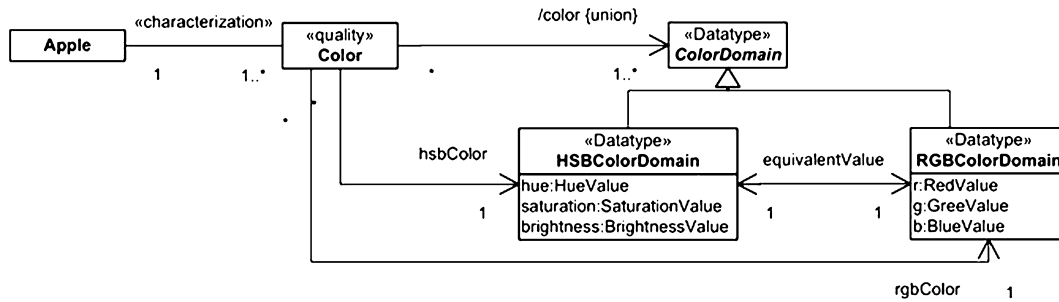 /color {union}
«characterization»
«quality»
«Datatype»
Apple
Color
ColorDomain
1
1..*
*
1..*
*
*
«Datatype»
«Datatype»
hsbColor
HSBColorDomain
equivalentValue
RGBColorDomain
hue:HueValue
r:RedValue
1
saturation:SaturationValue
1
1
g:GreeValue
brightness:BrightnessValue
b:BlueValue
rgbColor
1